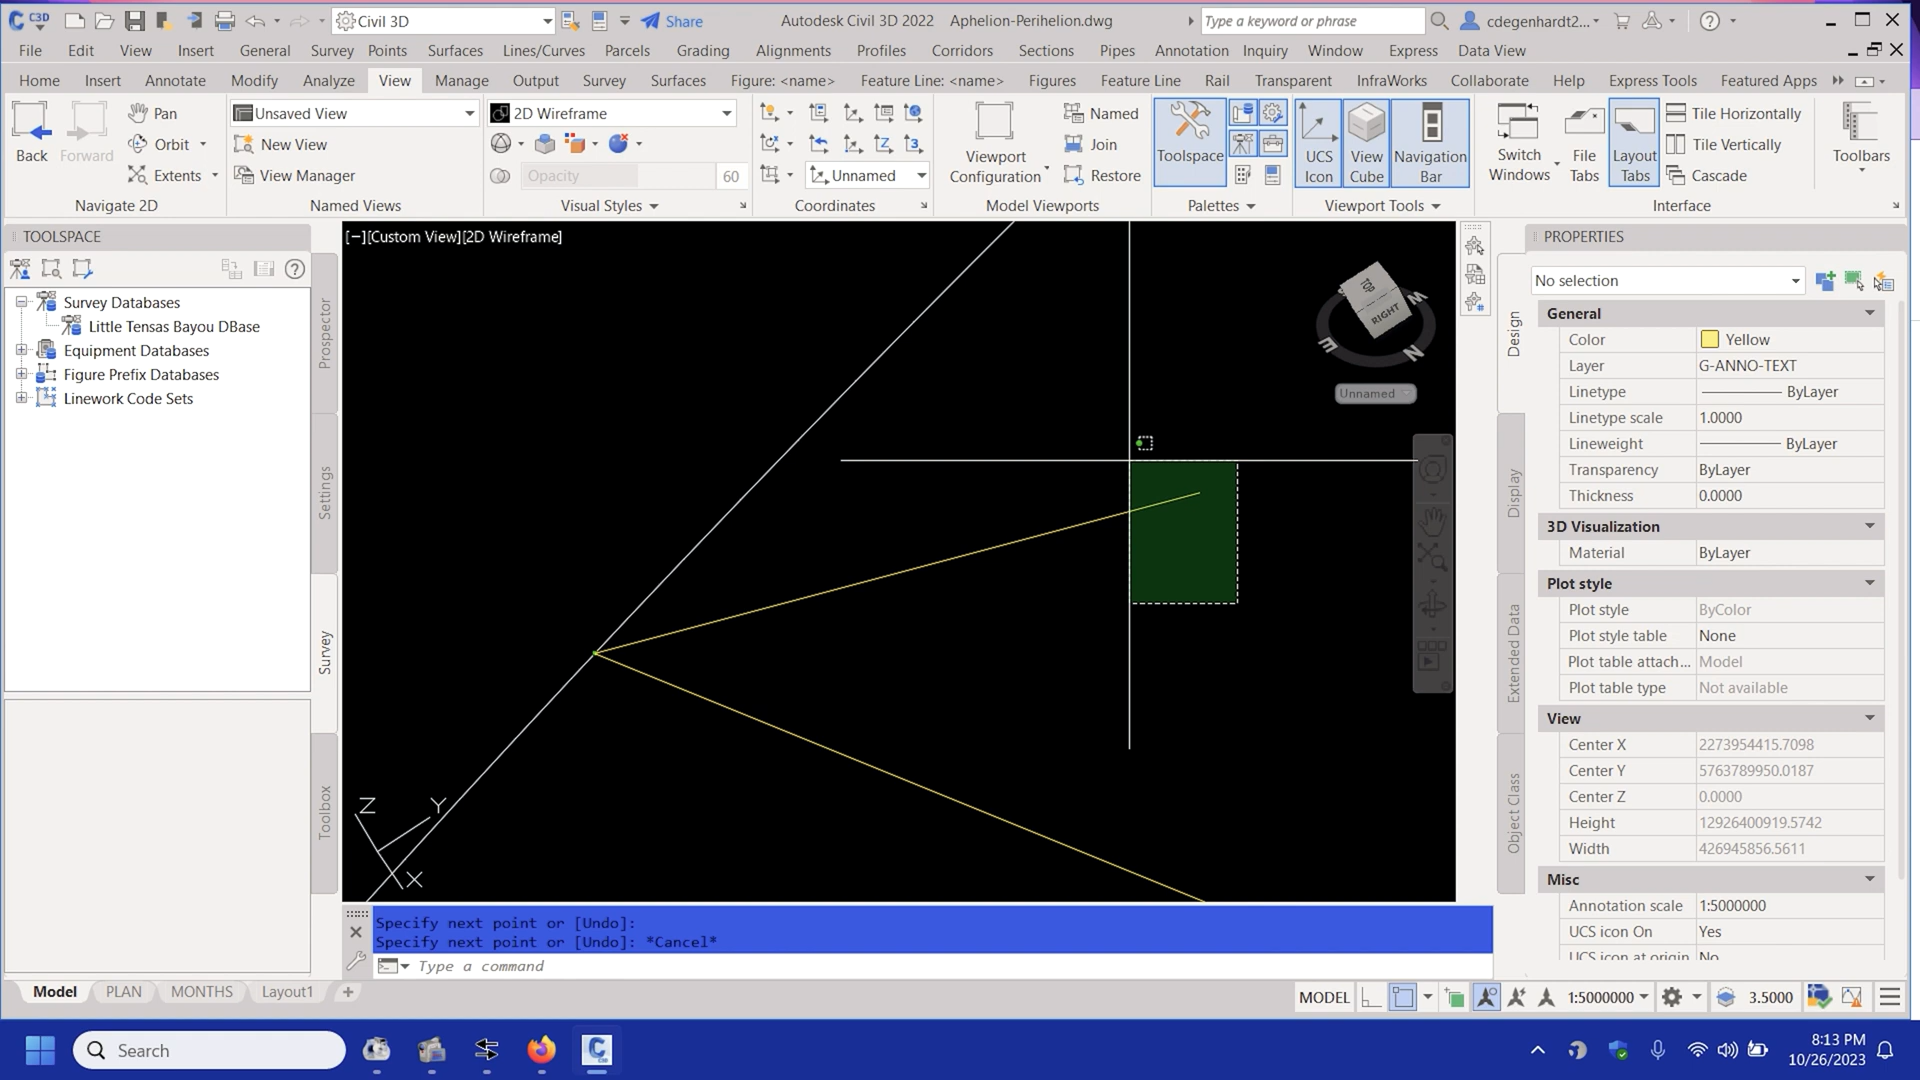 C3D
Civil 3D
Share
Autodesk Civil 3D 2022 Aphelion-Perihelion.dwg
Type a keyword or phrase
cdegenhardt2...
File Edit View Insert General Survey Points Surfaces Lines/Curves Parcels Grading Alignments Profiles Corridors Sections Pipes Annotation Inquiry Window Express Data View
Home Insert Annotate Modify Analyze View Manage Output Survey Surfaces Figure: <name> Feature Line: <name> Figures Feature Line Rail Transparent InfraWorks Collaborate Help Express Tools Featured Apps
Back
Forward
Pan
Orbit
Extents
Navigate 2D
Unsaved View
New View
View Manager
Named Views
2D Wireframe
Opacity 60
Visual Styles
Unnamed
Coordinates
Viewport
Configuration
Named
Join
Restore
Model Viewports
Toolspace
Palettes
UCS
Icon
View
Cube
Navigation
Bar
Viewport Tools
Switch
Windows
File
Tabs
Layout
Tabs
Tile Horizontally
Tile Vertically
Cascade
Interface
Toolbars
TOOLSPACE
Survey Databases
Little Tensas Bayou DBase
Equipment Databases
Figure Prefix Databases
Linework Code Sets
Prospector
Settings
Survey
Toolbox
[−][Custom View][2D Wireframe]
TOP
RIGHT
W
E
N
Unnamed
Z
Y
X
PROPERTIES
No selection
Design
Display
Extended Data
Object Class
General
Color Yellow
Layer G-ANNO-TEXT
Linetype ByLayer
Linetype scale 1.0000
Lineweight ByLayer
Transparency ByLayer
Thickness 0.0000
3D Visualization
Material ByLayer
Plot style
Plot style ByColor
Plot style table None
Plot table attach... Model
Plot table type Not available
View
Center X 2273954415.7098
Center Y 5763789950.0187
Center Z 0.0000
Height 12926400919.5742
Width 426945856.5611
Misc
Annotation scale 1:5000000
UCS icon On Yes
UCS icon at origin No
Specify next point or [Undo]:
Specify next point or [Undo]: *Cancel*
Type a command
Model PLAN MONTHS Layout1
MODEL 1:5000000 3.5000
Search
8:13 PM
10/26/2023